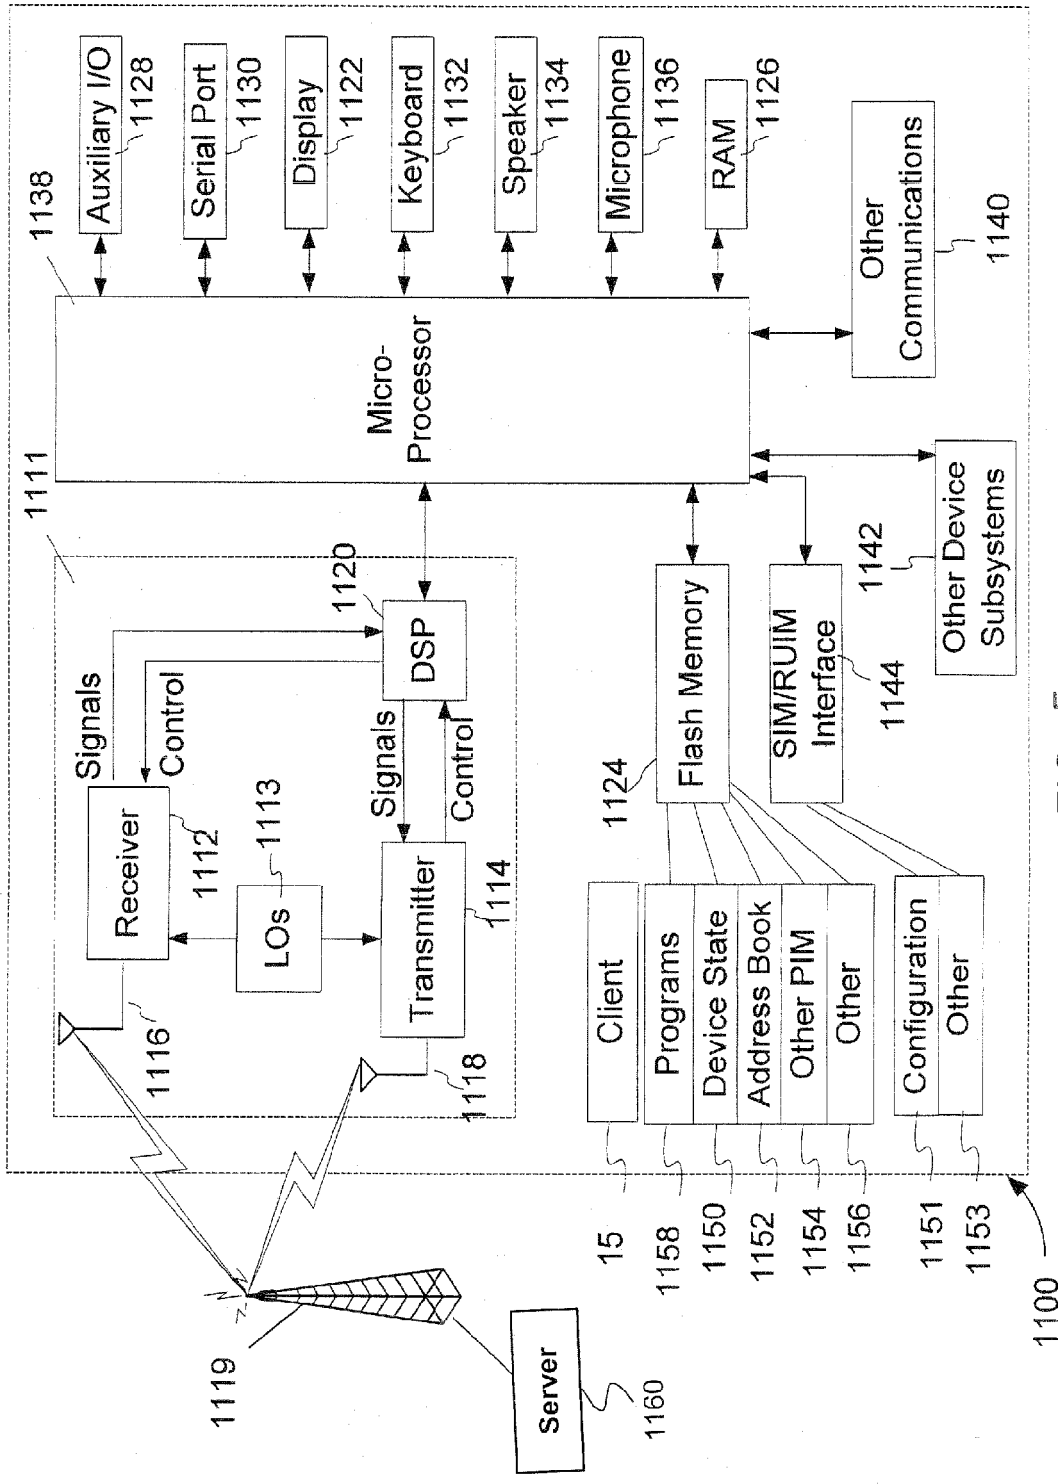 1138
Auxiliary I/O
1128
Serial Port
1130
Display
1122
Keyboard
1132
Speaker
1134
Microphone
1136
RAM
1126
Micro-
Processor
Other
Communications
1140
1111
1120
DSP
Signals
Control
Receiver
1112
LOs
1113
Signals
Control
Transmitter
1114
1116
1118
1124
Flash Memory
SIM/RUIM
Interface
1144
1142
Other Device
Subsystems
Client
Programs
Device State
Address Book
Other PIM
Other
Configuration
Other
15
1158
1150
1152
1154
1156
1151
1153
1100
1119
Server
1160